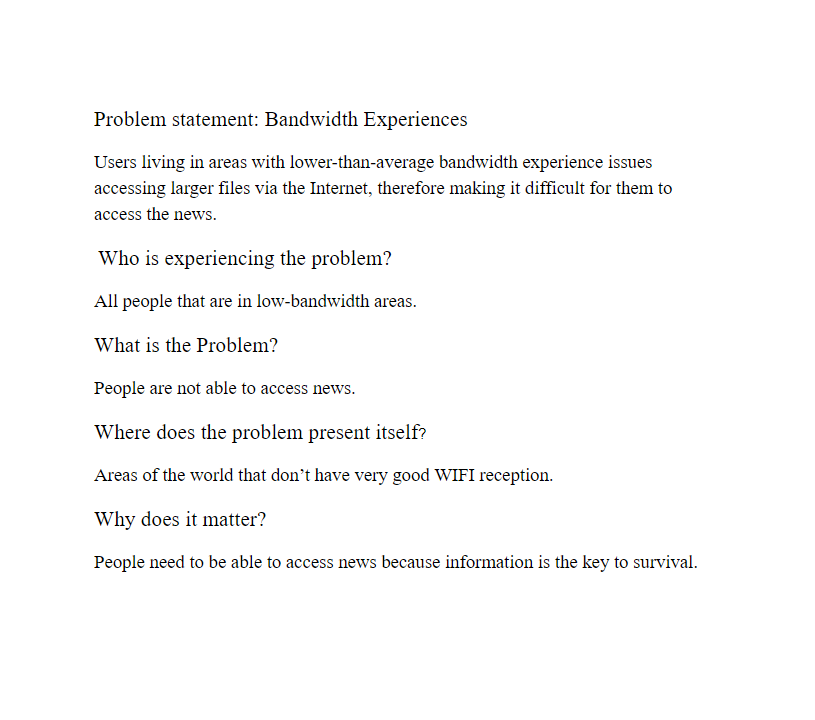 Problem statement: Bandwidth Experiences
Users living in areas with lower-than-average bandwidth experience issues
accessing larger files via the Internet, therefore making it difficult for them to
access the news.
Who is experiencing the problem?
All people that are in low-bandwidth areas.
What is the Problem?
People are not able to access news.
Where does the problem present itself?
Areas of the world that don’t have very good WIFI reception.
Why does it matter?
People need to be able to access news because information is the key to survival.